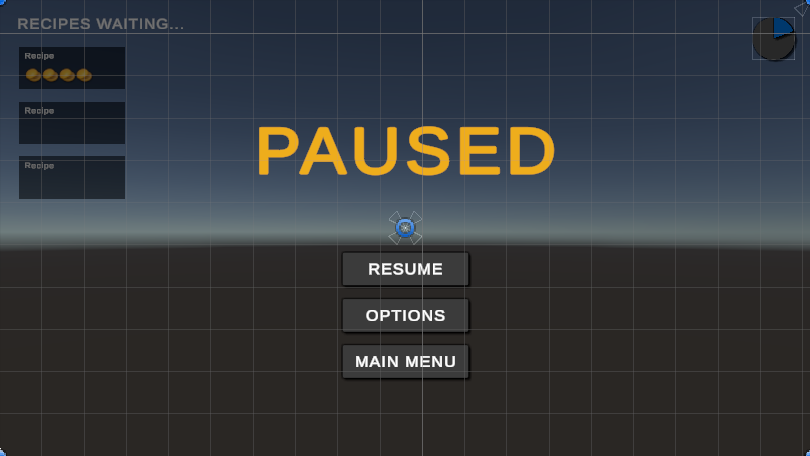 RECIPES WAITING...
Recipe
Recipe
Recipe
PAUSED
RESUME
OPTIONS
MAIN MENU